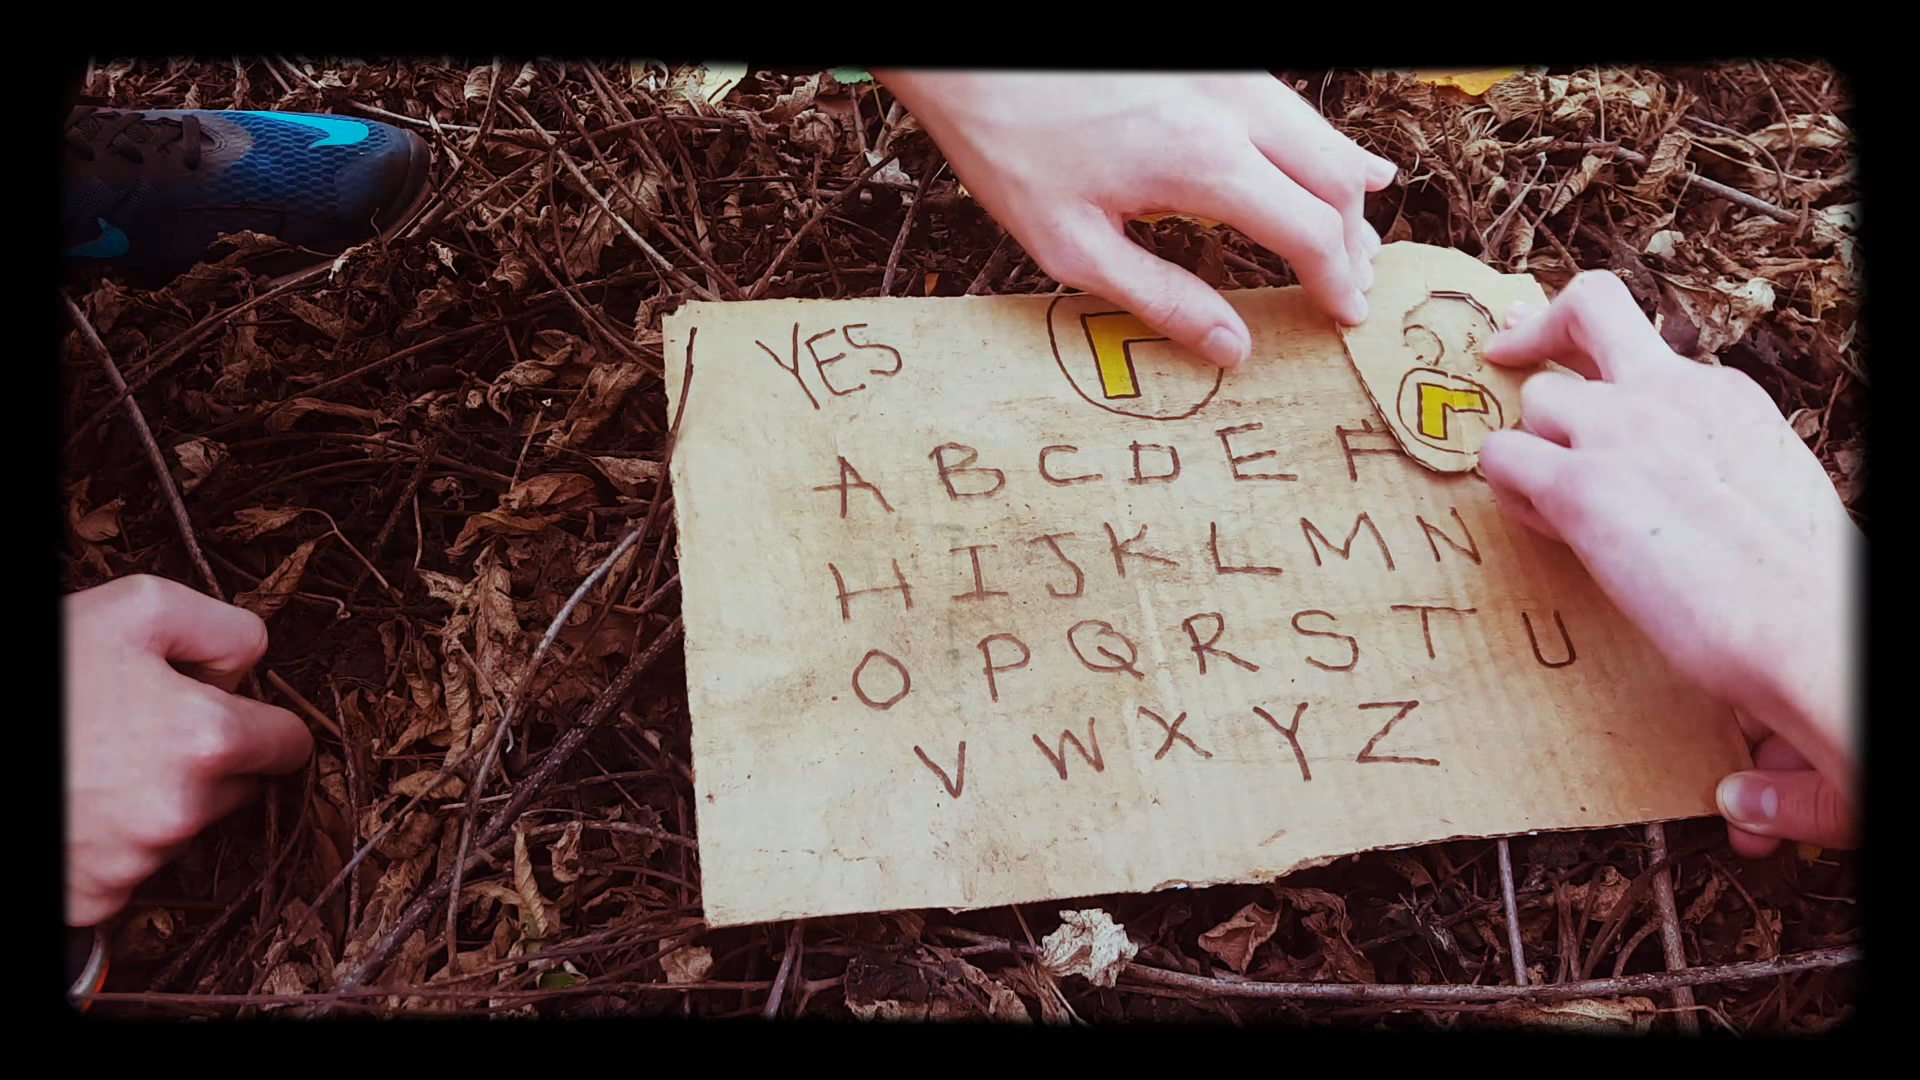 YES
A B C D E F
H I J K L M N
O P Q R S T U
V W X Y Z